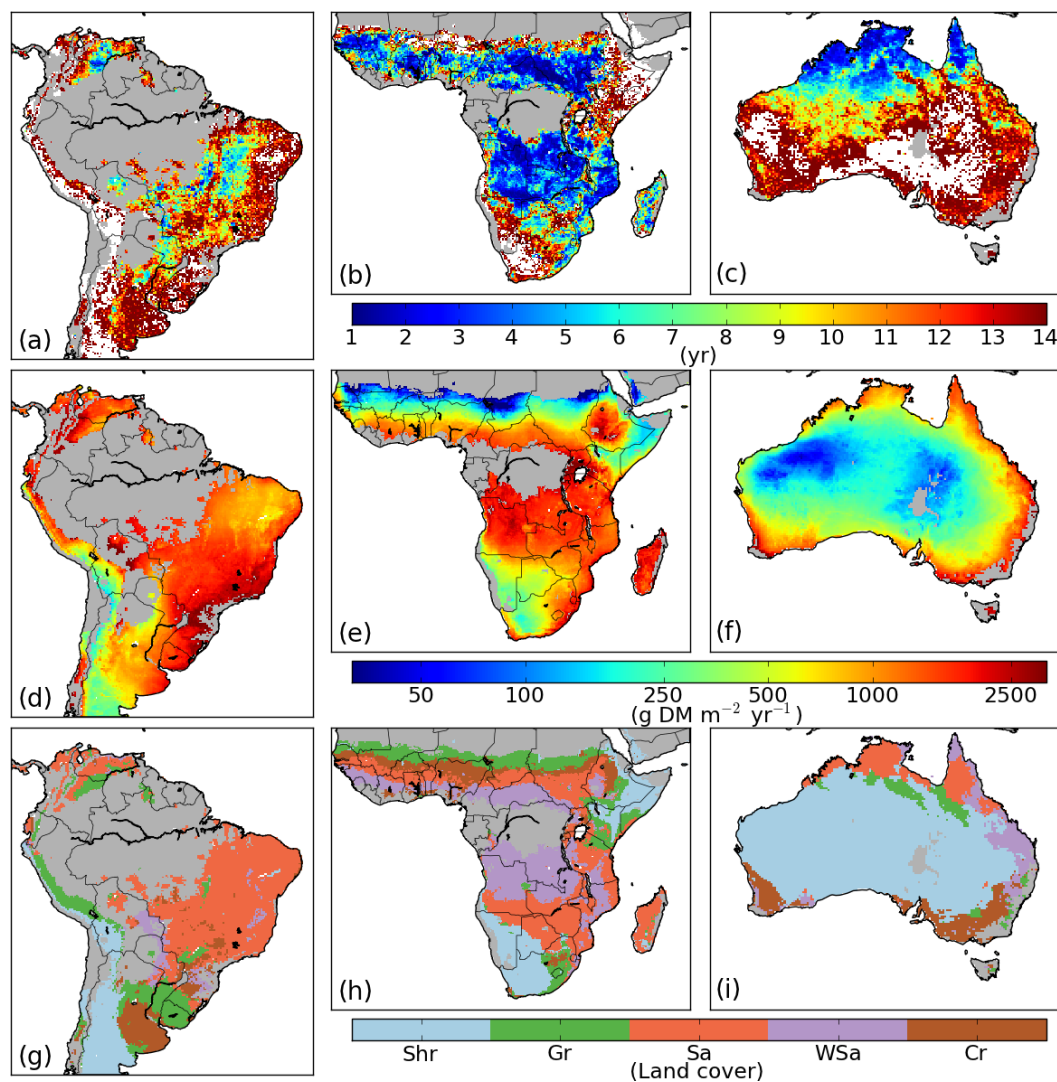 (a)
(b)
(c)
1 2 3 4 5 6 7 8 9 10 11 12 13 14
(yr)
(d)
(e)
(f)
50 100 250 500 1000 2500
(g DM m⁻² yr⁻¹)
(g)
(h)
(i)
Shr Gr Sa WSa Cr
(Land cover)